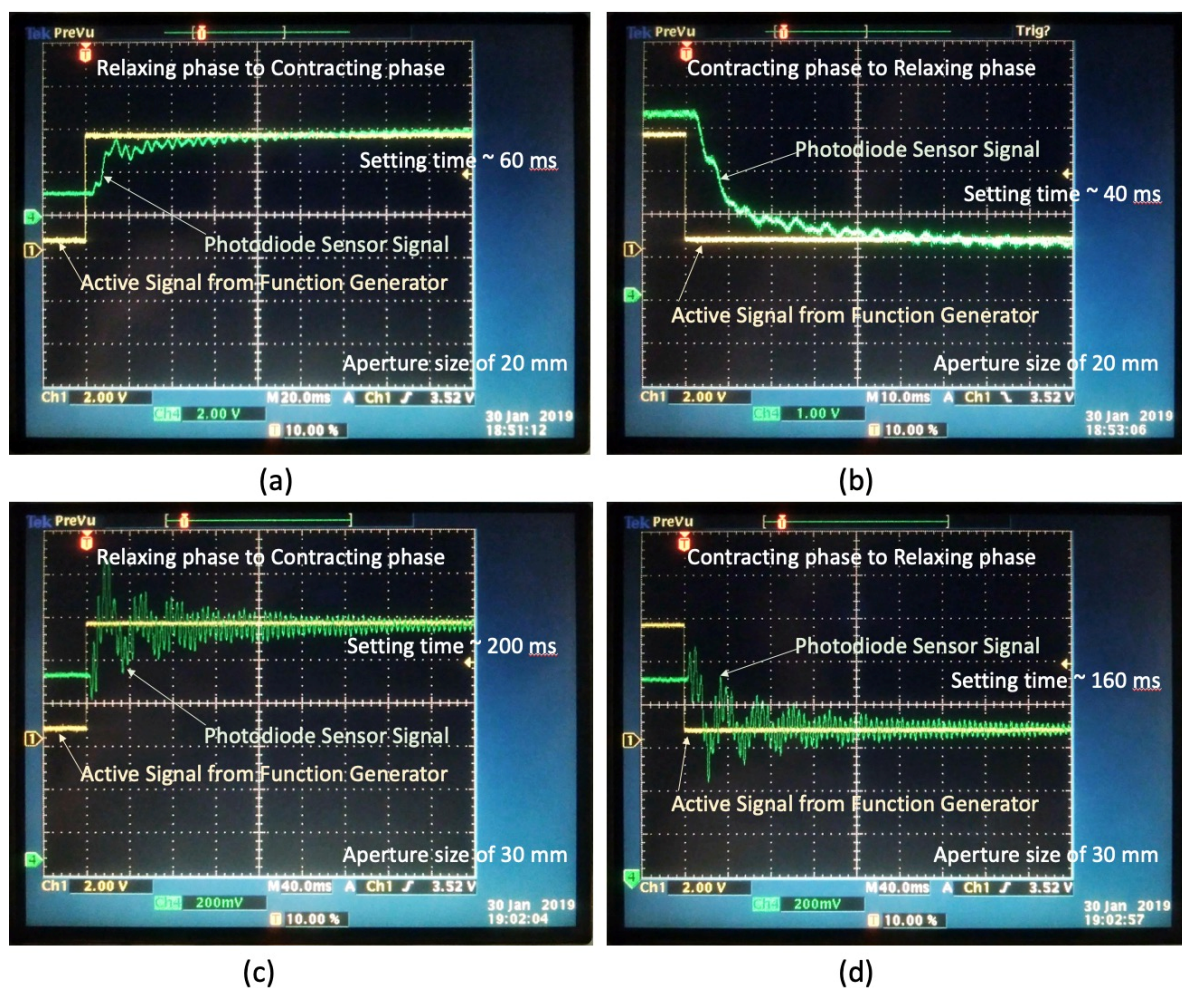 Tek PreVu
Relaxing phase to Contracting phase
Setting time ~ 60 ms
Photodiode Sensor Signal
Active Signal from Function Generator
Aperture size of 20 mm
Ch1 2.00 V M 20.0ms A Ch1 3.52 V
Ch4 2.00 V
30 Jan 2019
10.00 %
18:51:12
(a)
Tek PreVu Trig?
Contracting phase to Relaxing phase
Photodiode Sensor Signal
Setting time ~ 40 ms
Active Signal from Function Generator
Aperture size of 20 mm
Ch1 2.00 V M 10.0ms A Ch1 3.52 V
Ch4 1.00 V
30 Jan 2019
10.00 %
18:53:06
(b)
Tek PreVu
Relaxing phase to Contracting phase
Setting time ~ 200 ms
Photodiode Sensor Signal
Active Signal from Function Generator
Aperture size of 30 mm
Ch1 2.00 V M 40.0ms A Ch1 3.52 V
Ch4 200mV
30 Jan 2019
10.00 %
19:02:04
(c)
Tek PreVu
Contracting phase to Relaxing phase
Photodiode Sensor Signal
Setting time ~ 160 ms
Active Signal from Function Generator
Aperture size of 30 mm
Ch1 2.00 V M 40.0ms A Ch1 3.52 V
Ch4 200mV
30 Jan 2019
10.00 %
19:02:57
(d)